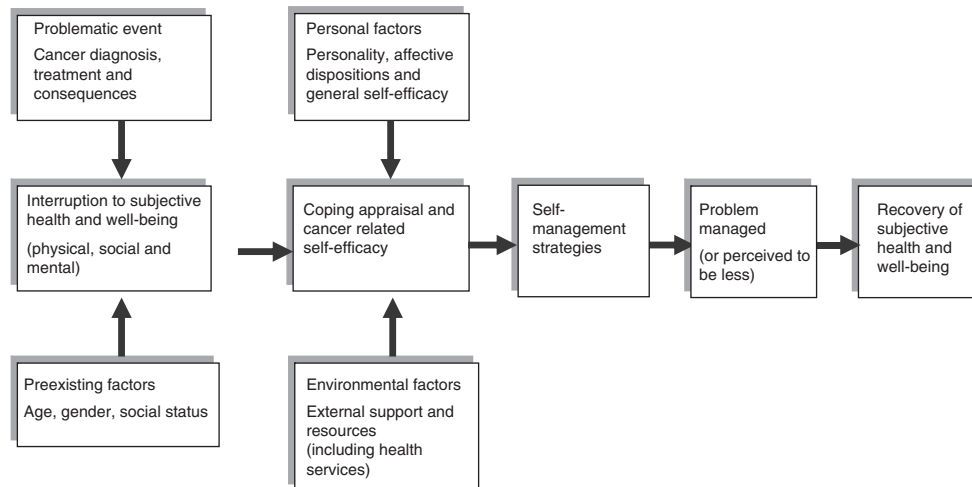 Problematic event
Cancer diagnosis,
treatment and
consequences
Personal factors
Personality, affective
dispositions and
general self-efficacy
Interruption to subjective
health and well-being
(physical, social and
mental)
Coping appraisal and
cancer related
self-efficacy
Self-
management
strategies
Problem
managed
(or perceived to
be less)
Recovery of
subjective
health and
well-being
Preexisting factors
Age, gender, social status
Environmental factors
External support and
resources
(including health
services)